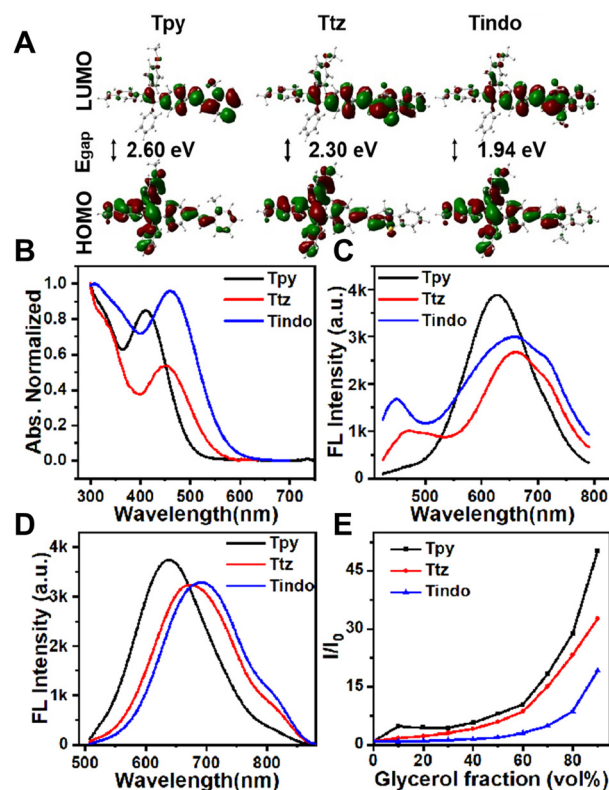 A
Tpy Ttz Tindo
LUMO
Egap
2.60 eV 2.30 eV 1.94 eV
HOMO
B
Tpy
Ttz
Tindo
Abs. Normalized
1.0
0.8
0.6
0.4
0.2
0.0
300 400 500 600 700
Wavelength(nm)
C
Tpy
Ttz
Tindo
FL Intensity (a.u.)
4k
3k
2k
1k
0
500 600 700 800
Wavelength(nm)
D
Tpy
Ttz
Tindo
FL Intensity (a.u.)
4k
3k
2k
1k
0
500 600 700 800
Wavelength(nm)
E
Tpy
Ttz
Tindo
I/I0
45
30
15
0
0 20 40 60 80
Glycerol fraction (vol%)